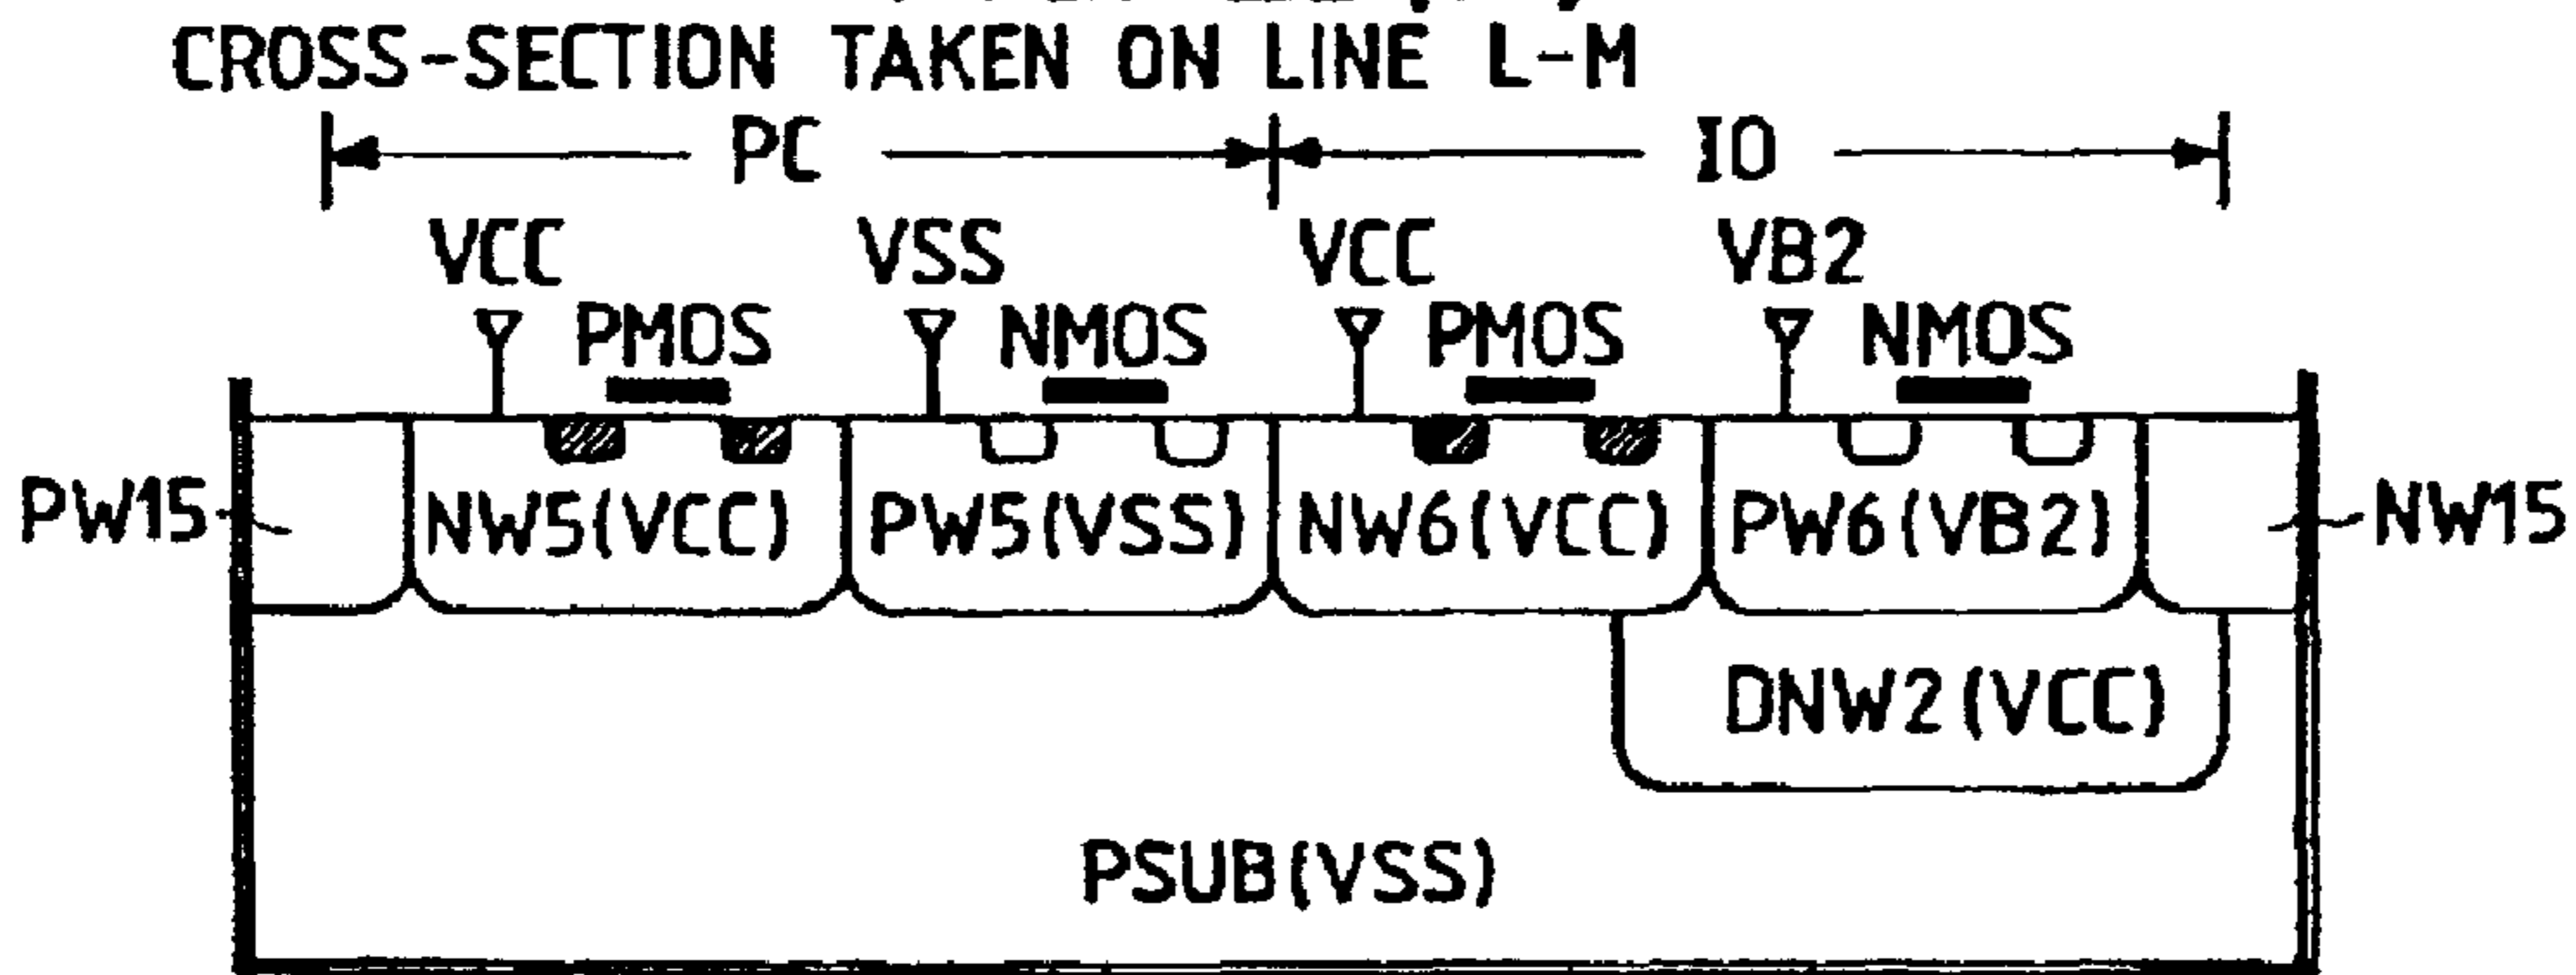 CROSS-SECTION TAKEN ON LINE L-M
PC IO
VCC VSS VCC VB2
PMOS NMOS PMOS NMOS
PW15 NW5(VCC) PW5(VSS) NW6(VCC) PW6(VB2) NW15
DNW2(VCC)
PSUB(VSS)